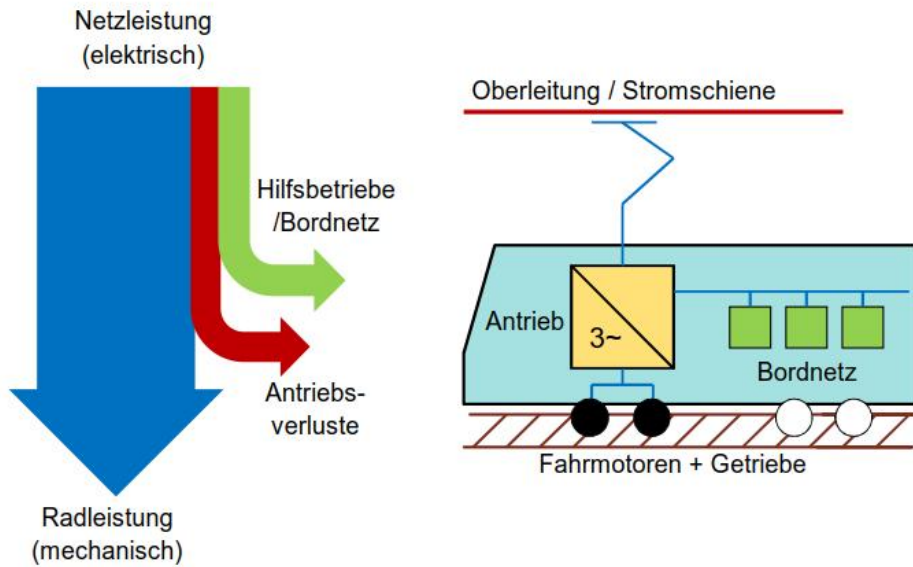 Netzleistung
(elektrisch)
Hilfsbetriebe
/Bordnetz
Antriebs-
verluste
Radleistung
(mechanisch)
Oberleitung / Stromschiene
Antrieb
3~
Bordnetz
Fahrmotoren + Getriebe